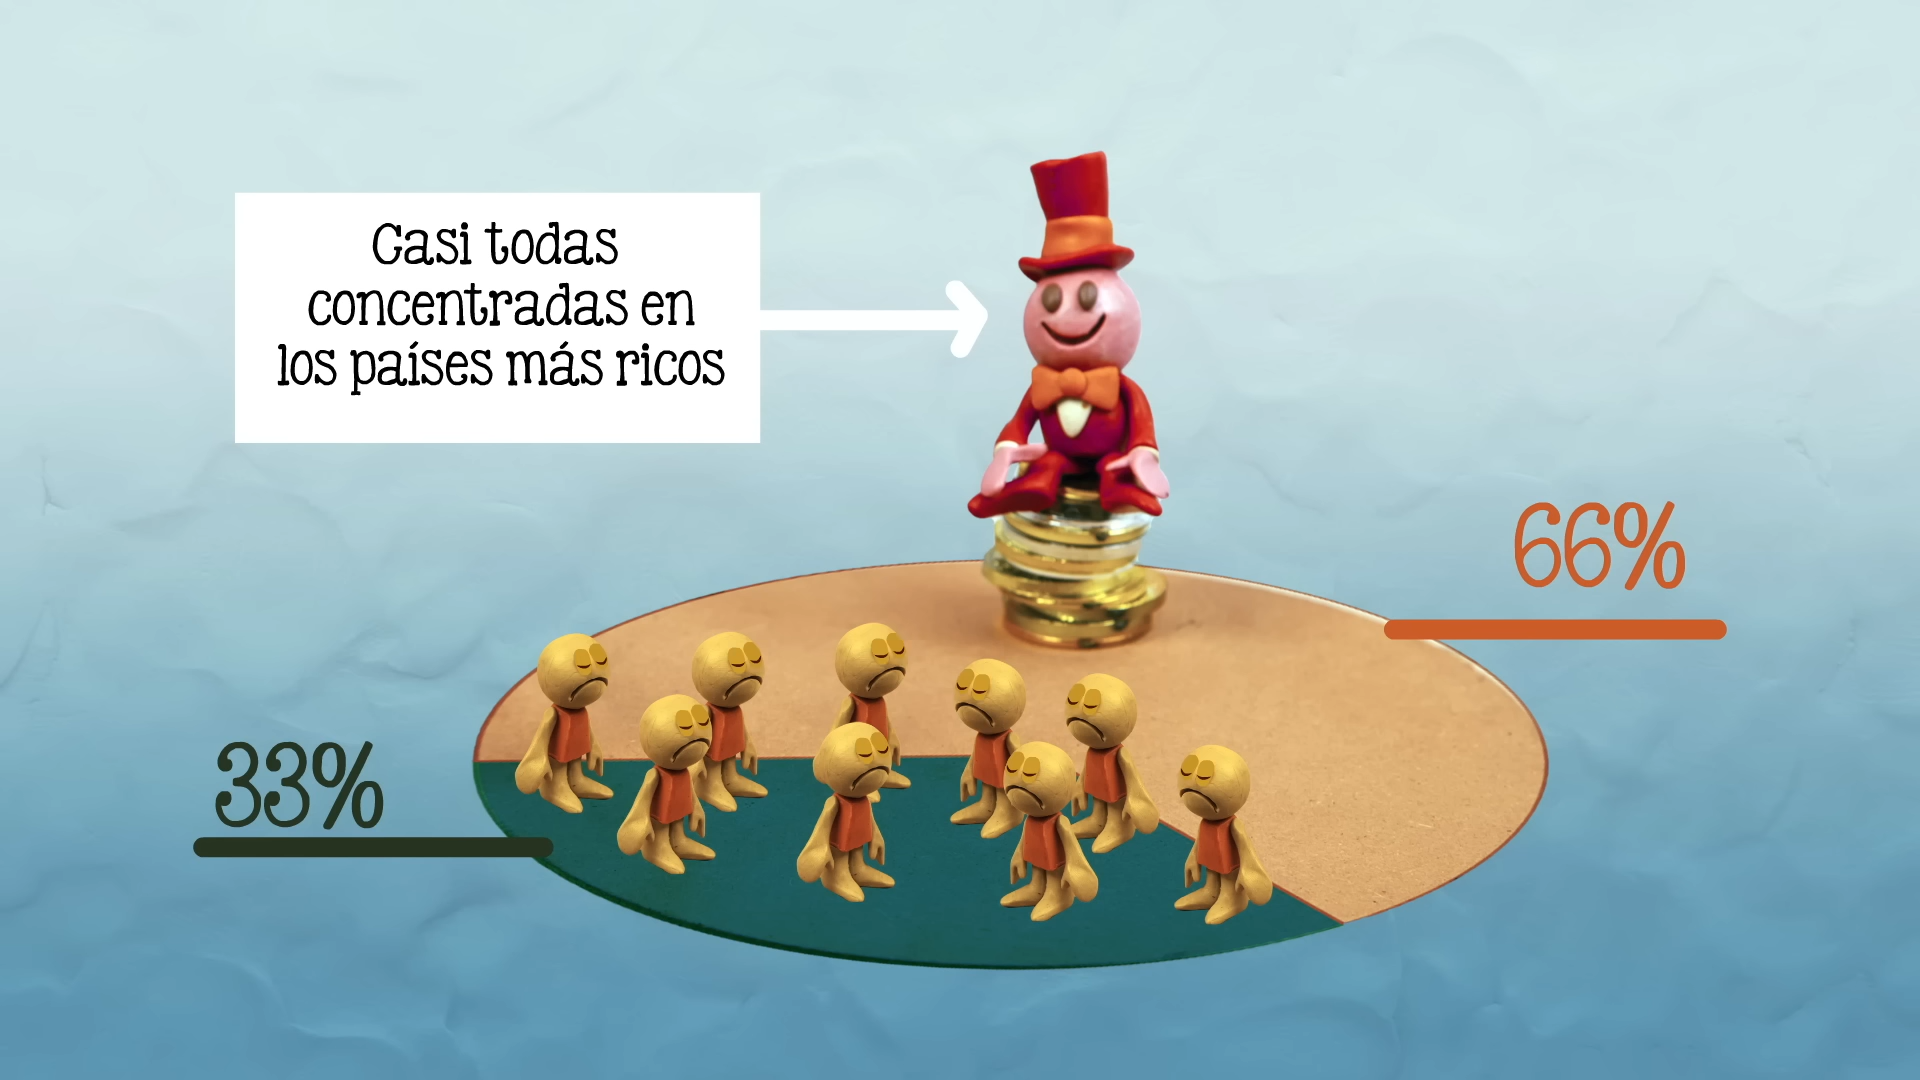 Casi todas
concentradas en
los países más ricos
66%
33%